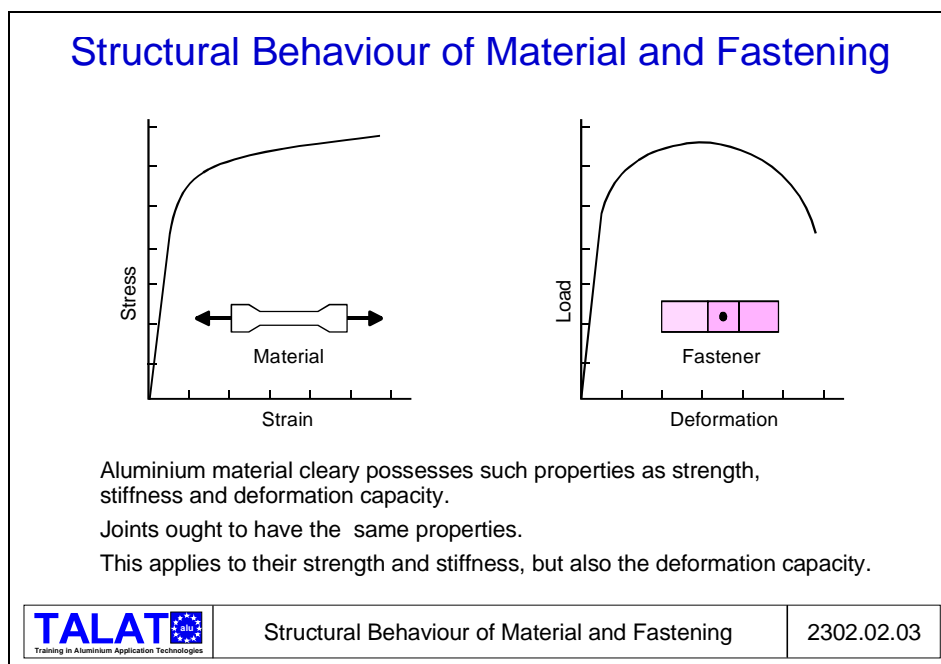 Structural Behaviour of Material and Fastening
Stress
Material
Strain
Load
Fastener
Deformation
Aluminium material cleary possesses such properties as strength,
stiffness and deformation capacity.
Joints ought to have the same properties.
This applies to their strength and stiffness, but also the deformation capacity.
TALAT
alu
Training in Aluminium Application Technologies
Structural Behaviour of Material and Fastening
2302.02.03